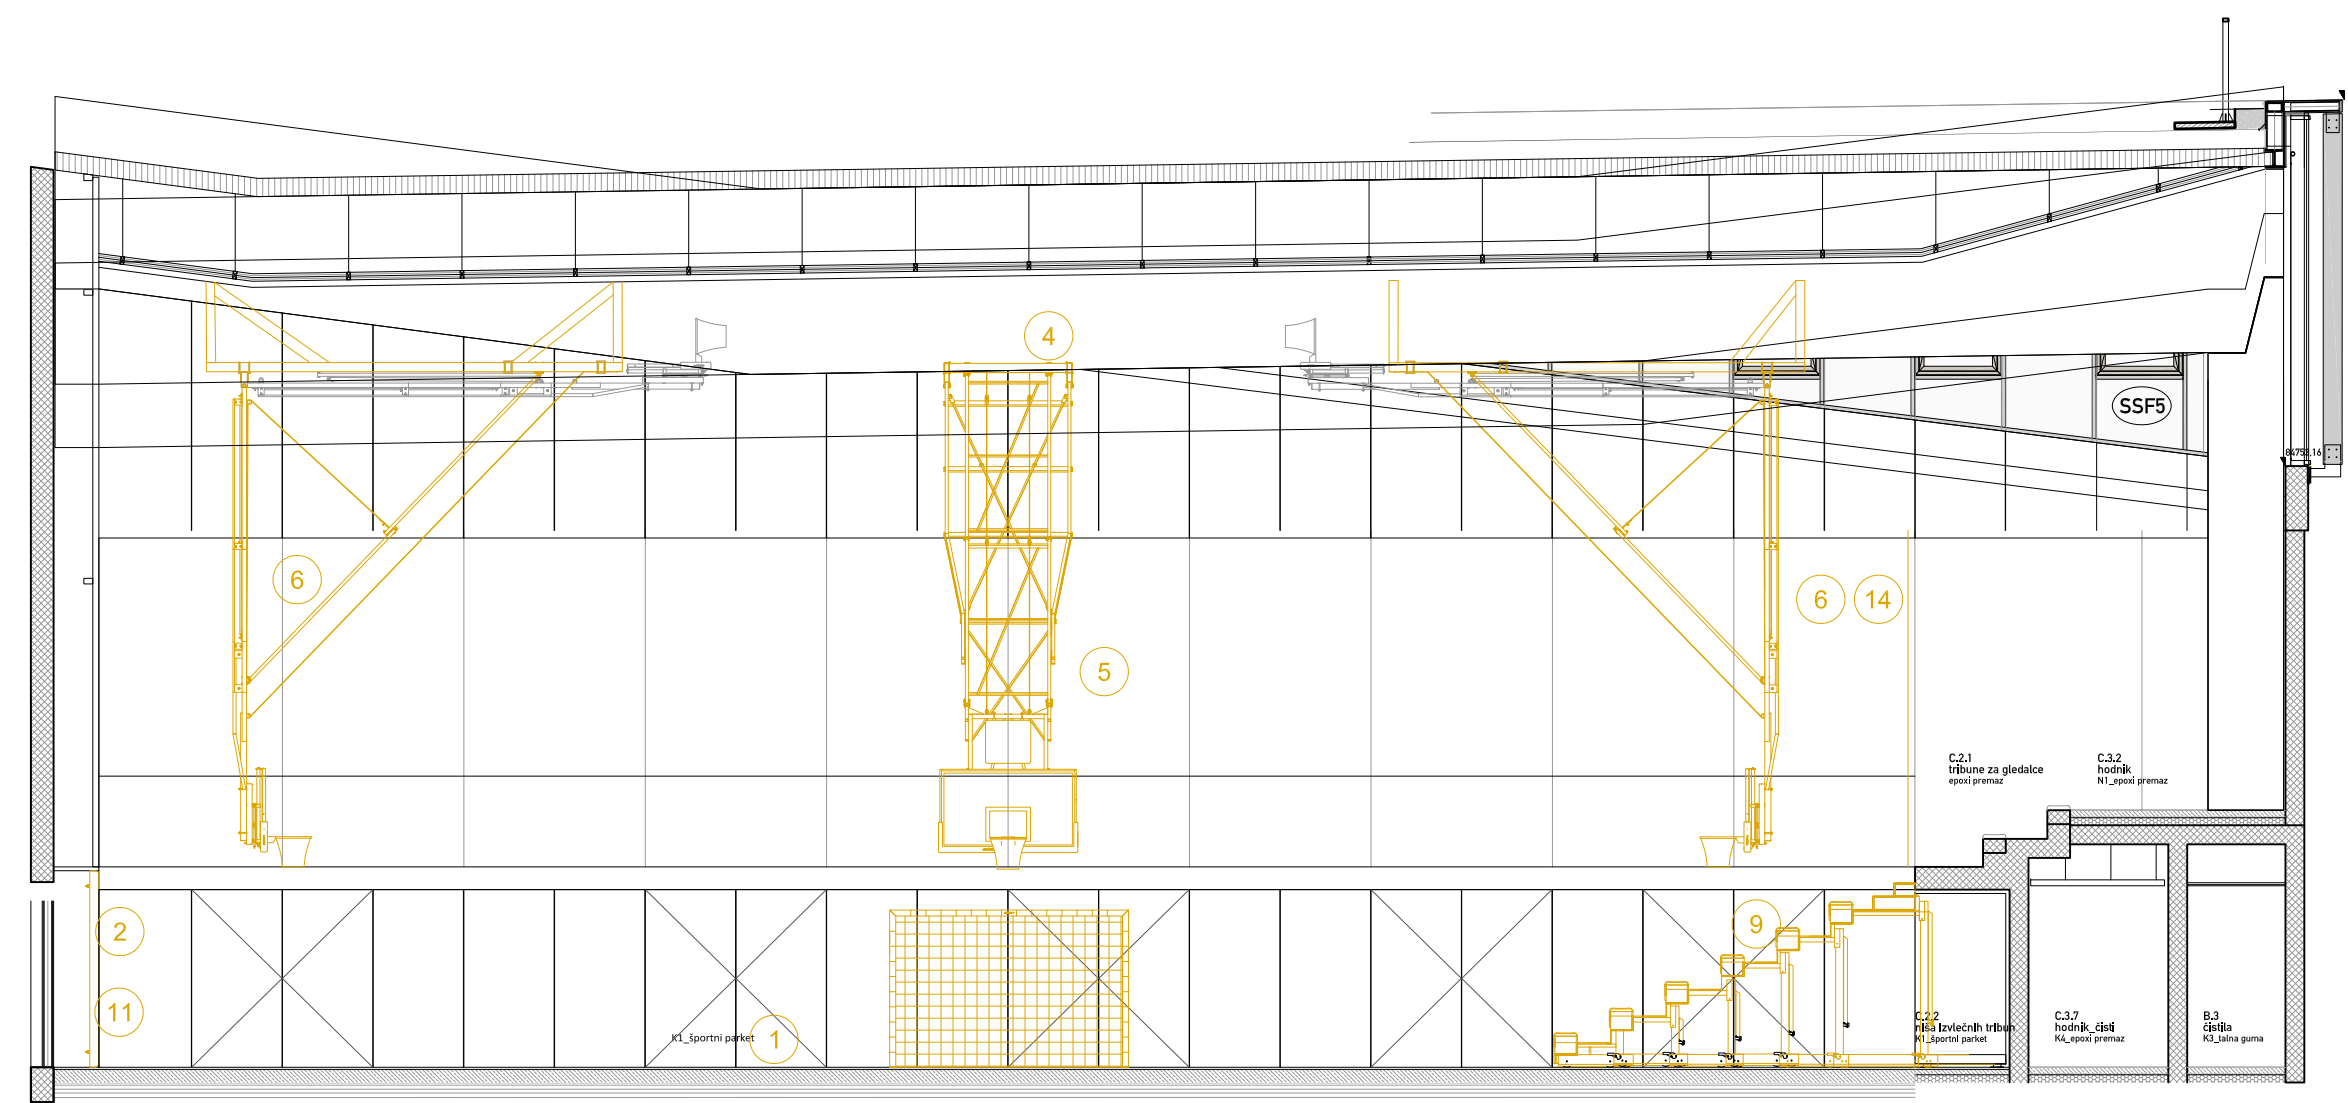 4
SSF5
84753.16
6
6
14
5
C.2.1
tribune za gledalce
epoxi premaz
C.3.2
hodnik
N1_epoxi premaz
2
9
11
K1_športni parket
1
C.2.2
niša izvlečnih tribun
K1_športni parket
C.3.7
hodnik_čisti
K4_epoxi premaz
B.3
čistila
K3_talna guma